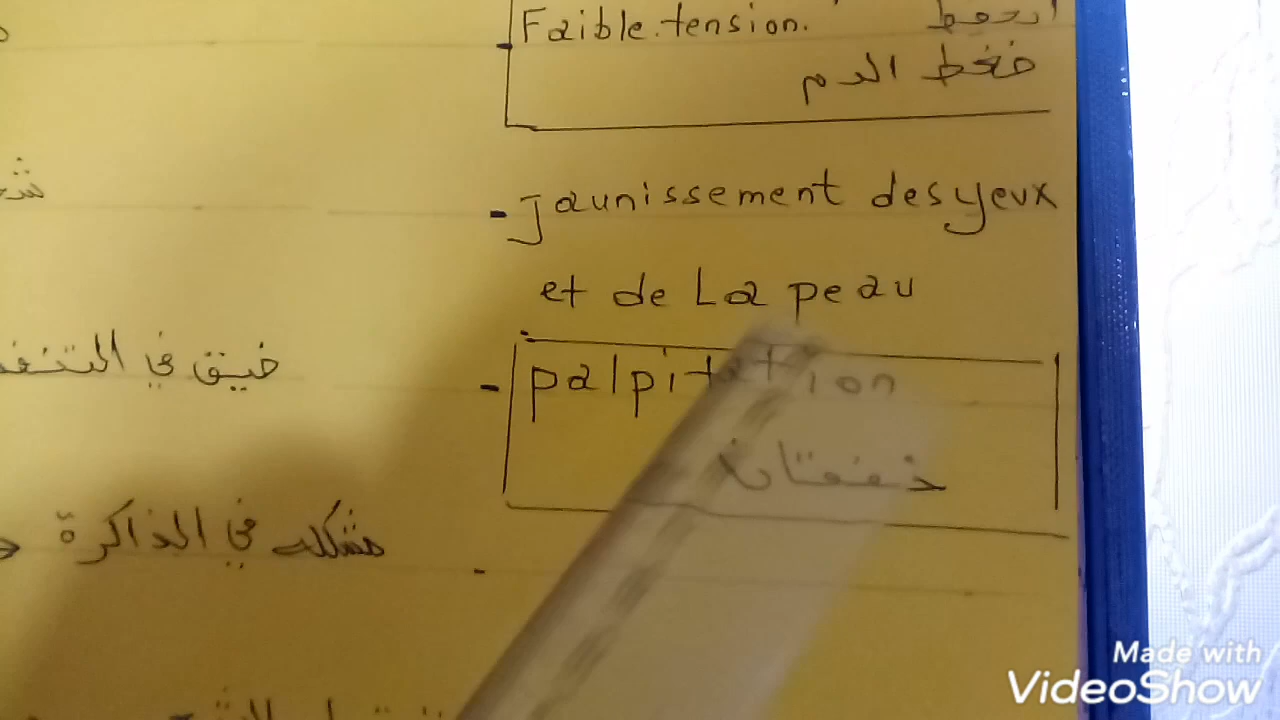 Faible.tension.
ضغط الدم
- Jaunissement des yeux
et de La peau
ضيق في التنفس
- palpitation
خفقان
مشكله في الذاكرة
-
Made with
VideoShow